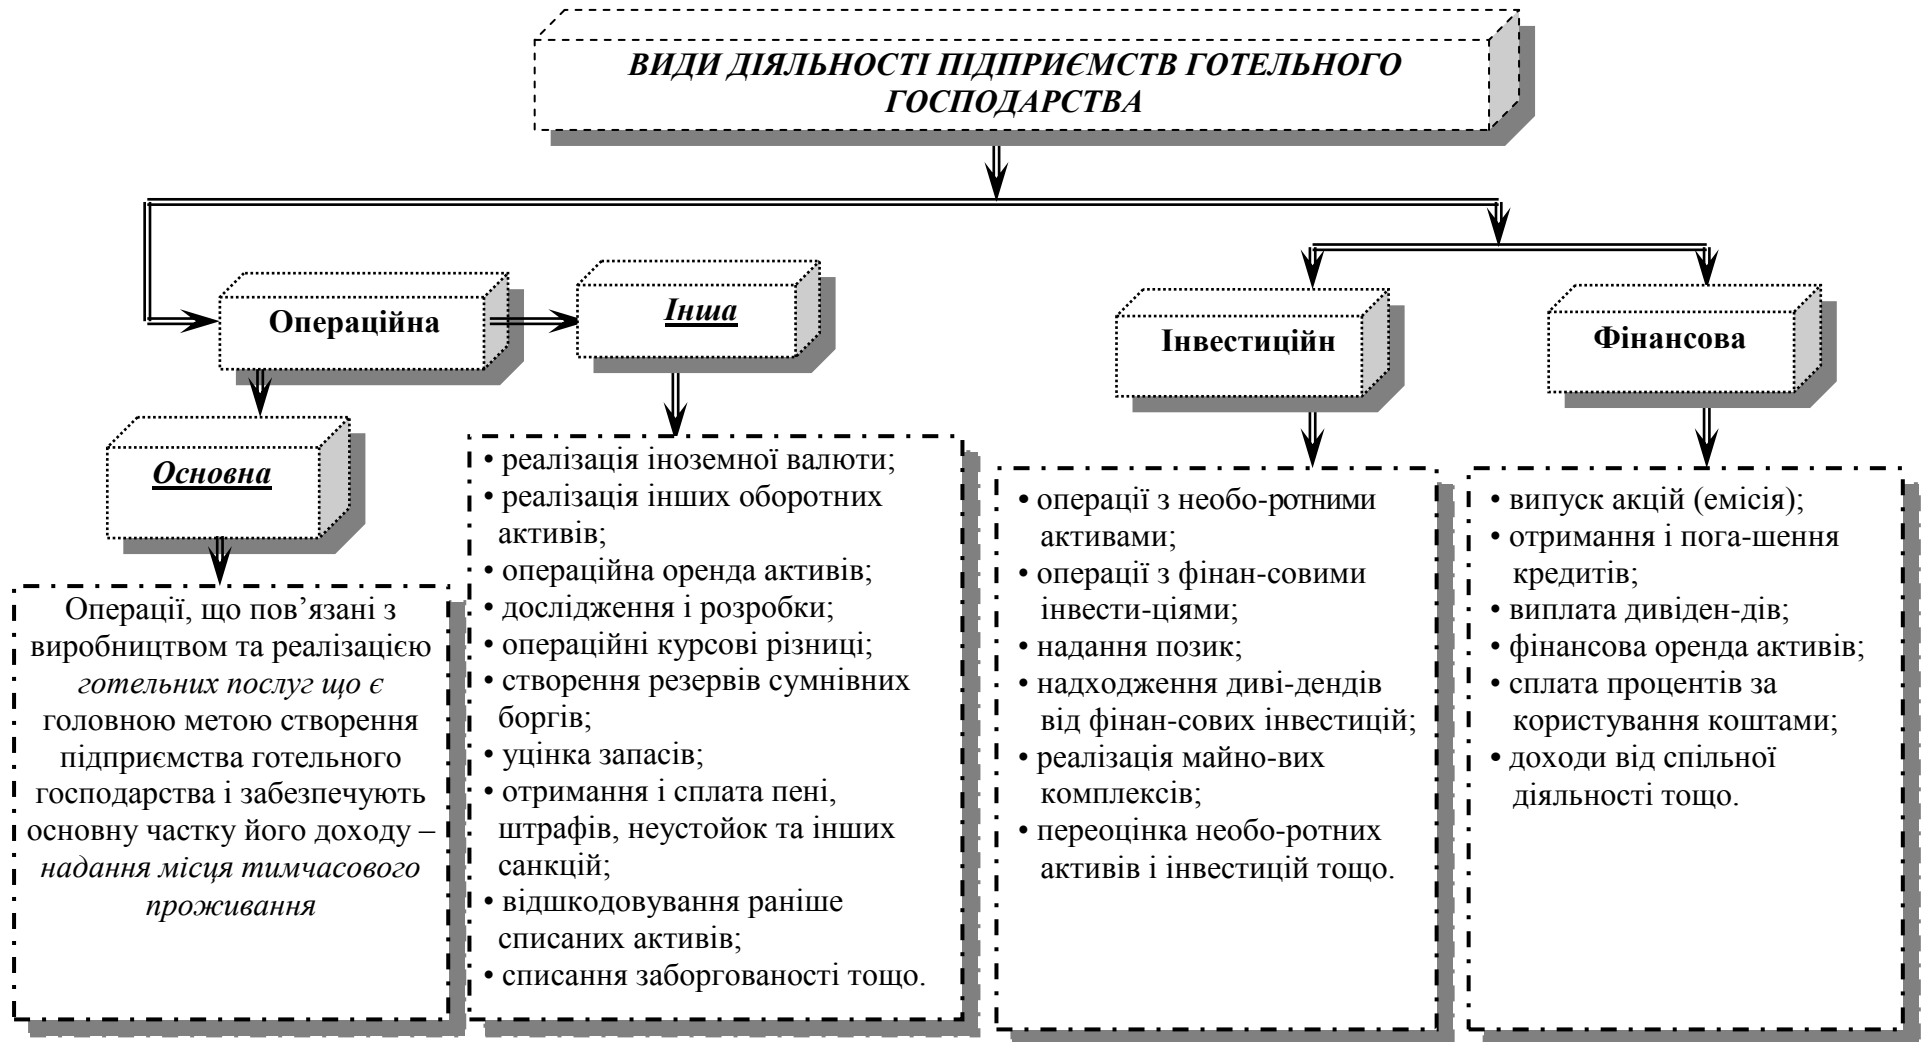 ВИДИ ДІЯЛЬНОСТІ ПІДПРИЄМСТВ ГОТЕЛЬНОГО
ГОСПОДАРСТВА
Операційна
Інша
Інвестиційн
Фінансова
Основна
Операції, що пов’язані з
виробництвом та реалізацією
готельних послуг що є
головною метою створення
підприємства готельного
господарства і забезпечують
основну частку його доходу –
надання місця тимчасового
проживання
• реалізація іноземної валюти;
• реалізація інших оборотних
активів;
• операційна оренда активів;
• дослідження і розробки;
• операційні курсові різниці;
• створення резервів сумнівних
боргів;
• уцінка запасів;
• отримання і сплата пені,
штрафів, неустойок та інших
санкцій;
• відшкодовування раніше
списаних активів;
• списання заборгованості тощо.
• операції з необо-ротними
активами;
• операції з фінан-совими
інвести-ціями;
• надання позик;
• надходження диві-дендів
від фінан-сових інвестицій;
• реалізація майно-вих
комплексів;
• переоцінка необо-ротних
активів і інвестицій тощо.
• випуск акцій (емісія);
• отримання і пога-шення
кредитів;
• виплата дивіден-дів;
• фінансова оренда активів;
• сплата процентів за
користування коштами;
• доходи від спільної
діяльності тощо.